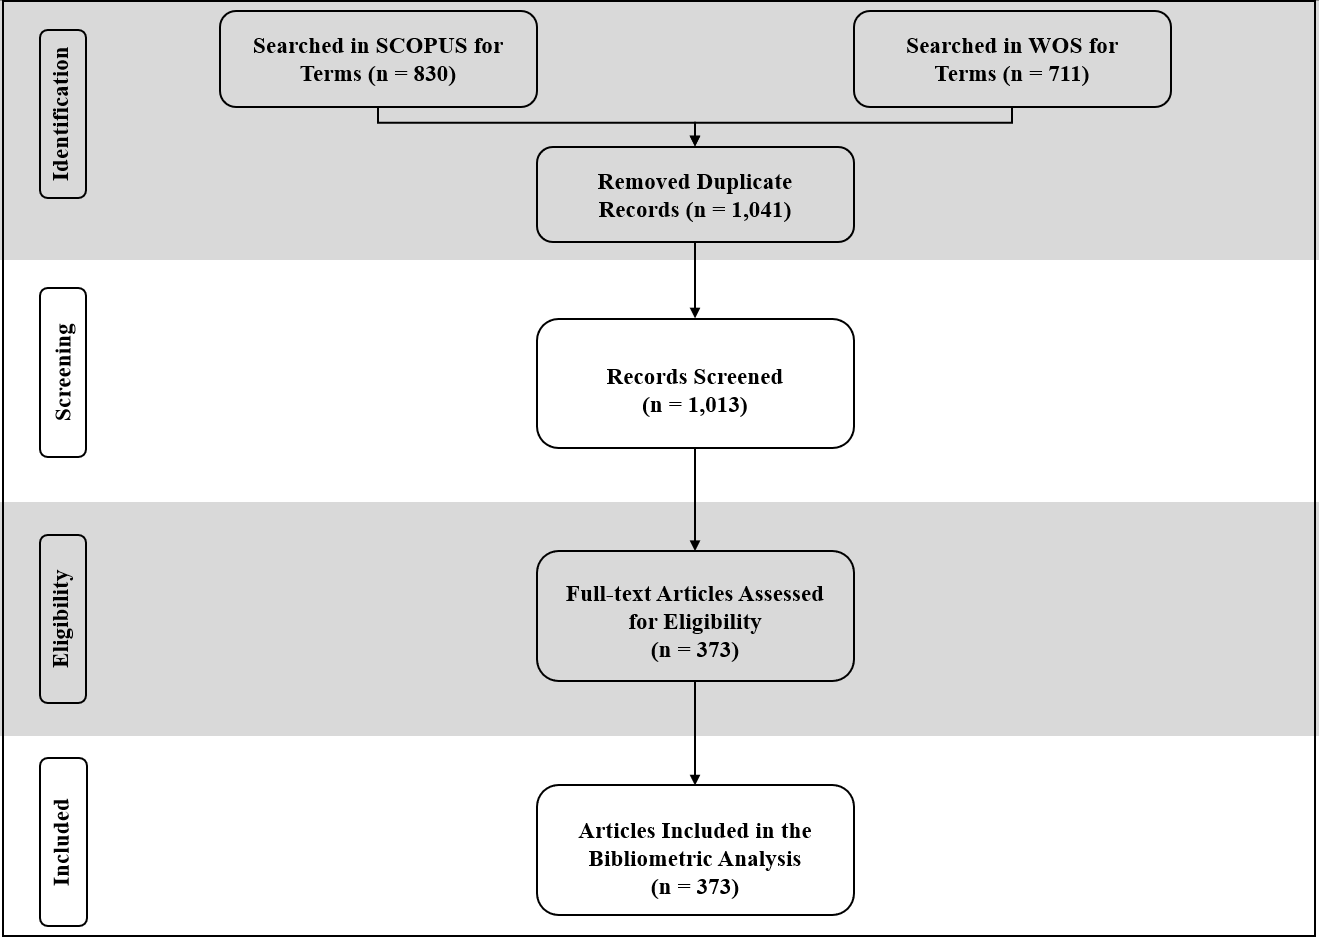 Identification
Searched in SCOPUS for
Terms (n = 830)
Searched in WOS for
Terms (n = 711)
Removed Duplicate
Records (n = 1,041)
Screening
Records Screened
(n = 1,013)
Eligibility
Full-text Articles Assessed
for Eligibility
(n = 373)
Included
Articles Included in the
Bibliometric Analysis
(n = 373)